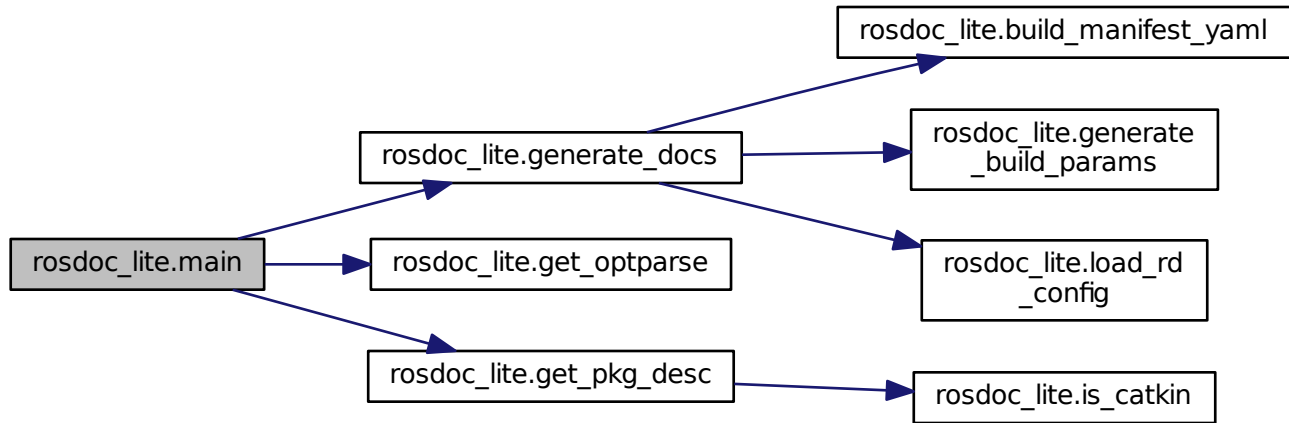 rosdoc_lite.build_manifest_yaml
rosdoc_lite.generate
_build_params
rosdoc_lite.generate_docs
rosdoc_lite.main
rosdoc_lite.get_optparse
rosdoc_lite.load_rd
_config
rosdoc_lite.get_pkg_desc
rosdoc_lite.is_catkin